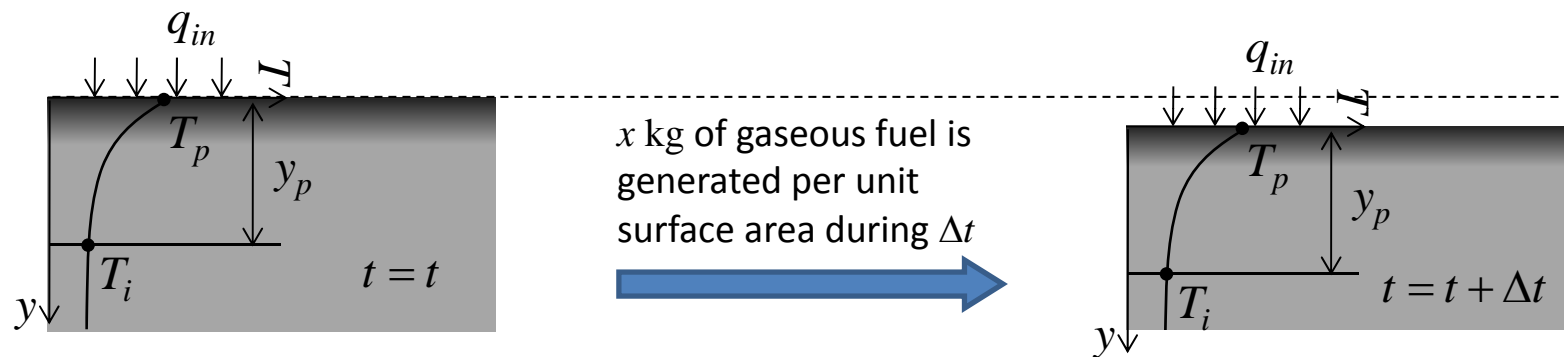 q_in
T
T_p
y_p
T_i
t = t
y
x kg of gaseous fuel is
generated per unit
surface area during Δt
q_in
T
T_p
y_p
T_i
t = t + Δt
y